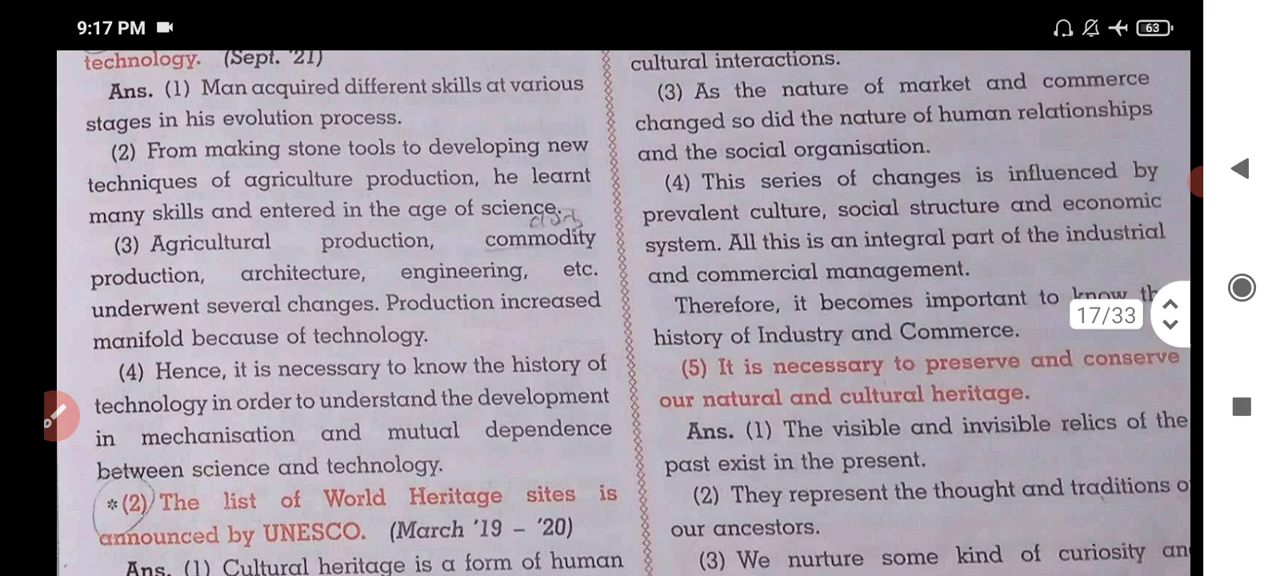 9:17 PM
63
technology. (Sept. '21)
Ans. (1) Man acquired different skills at various
stages in his evolution process.
(2) From making stone tools to developing new
techniques of agriculture production, he learnt
many skills and entered in the age of science.
(3) Agricultural production, commodity
production, architecture, engineering, etc.
underwent several changes. Production increased
manifold because of technology.
(4) Hence, it is necessary to know the history of
technology in order to understand the development
in mechanisation and mutual dependence
between science and technology.
*(2) The list of World Heritage sites is
announced by UNESCO. (March '19 – '20)
Ans. (1) Cultural heritage is a form of human
cultural interactions.
(3) As the nature of market and commerce
changed so did the nature of human relationships
and the social organisation.
(4) This series of changes is influenced by
prevalent culture, social structure and economic
system. All this is an integral part of the industrial
and commercial management.
Therefore, it becomes important to know th
history of Industry and Commerce.
(5) It is necessary to preserve and conserve
our natural and cultural heritage.
Ans. (1) The visible and invisible relics of the
past exist in the present.
(2) They represent the thought and traditions o
our ancestors.
(3) We nurture some kind of curiosity an
17/33